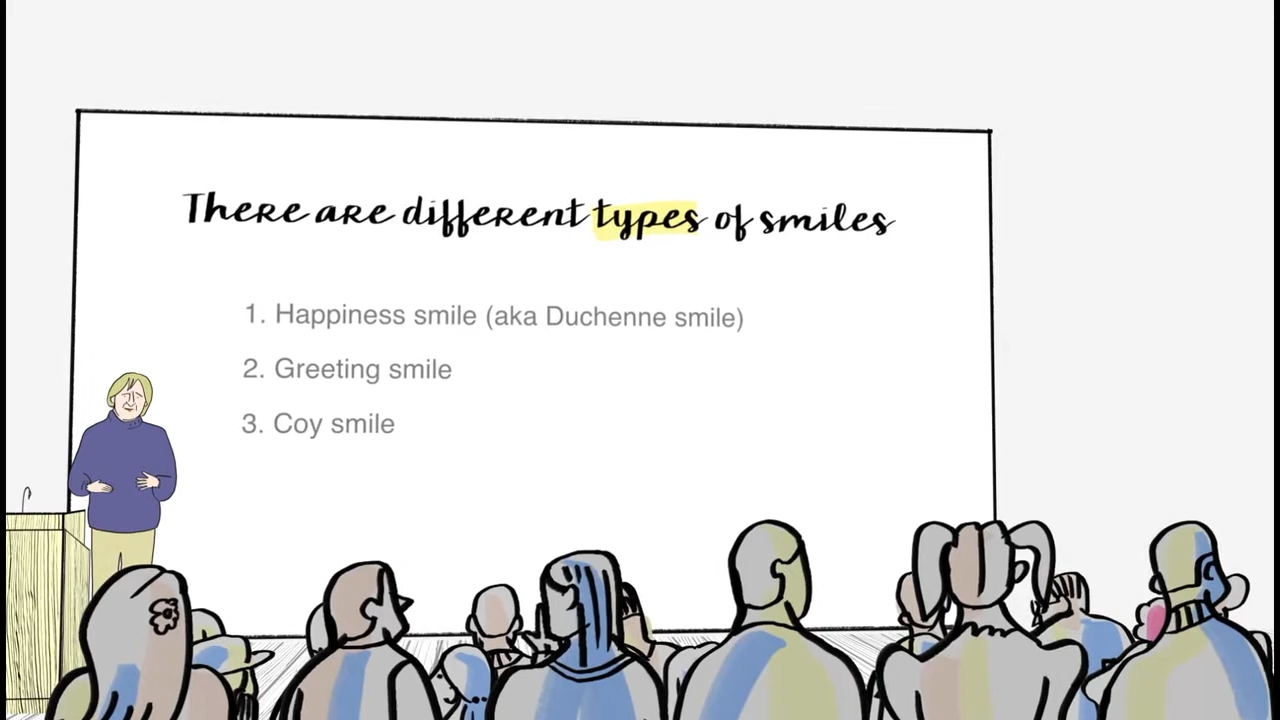 There are different types of smiles
1. Happiness smile (aka Duchenne smile)
2. Greeting smile
3. Coy smile